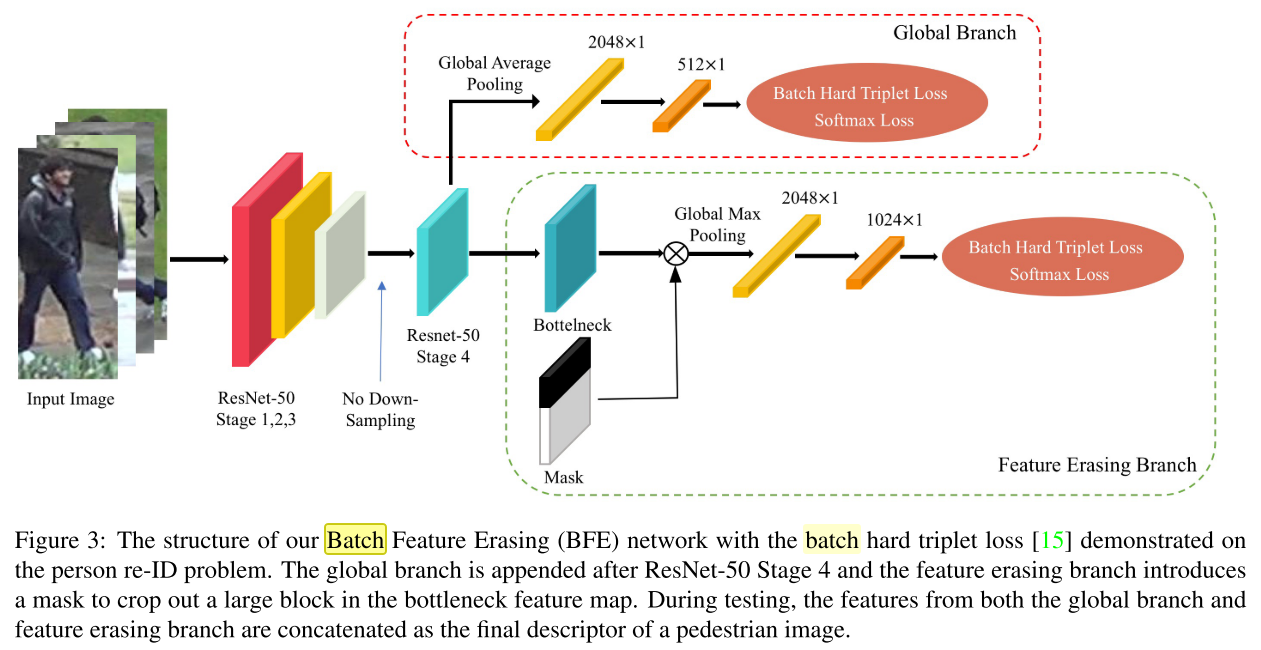 Global Branch
2048×1
Global Average
Pooling
512×1
Batch Hard Triplet Loss
Softmax Loss
2048×1
Global Max
Pooling
1024×1
Batch Hard Triplet Loss
Softmax Loss
Bottelneck
Resnet-50
Stage 4
Input Image
ResNet-50
Stage 1,2,3
No Down-
Sampling
Mask
Feature Erasing Branch
Figure 3: The structure of our Batch Feature Erasing (BFE) network with the batch hard triplet loss [15] demonstrated on
the person re-ID problem. The global branch is appended after ResNet-50 Stage 4 and the feature erasing branch introduces
a mask to crop out a large block in the bottleneck feature map. During testing, the features from both the global branch and
feature erasing branch are concatenated as the final descriptor of a pedestrian image.